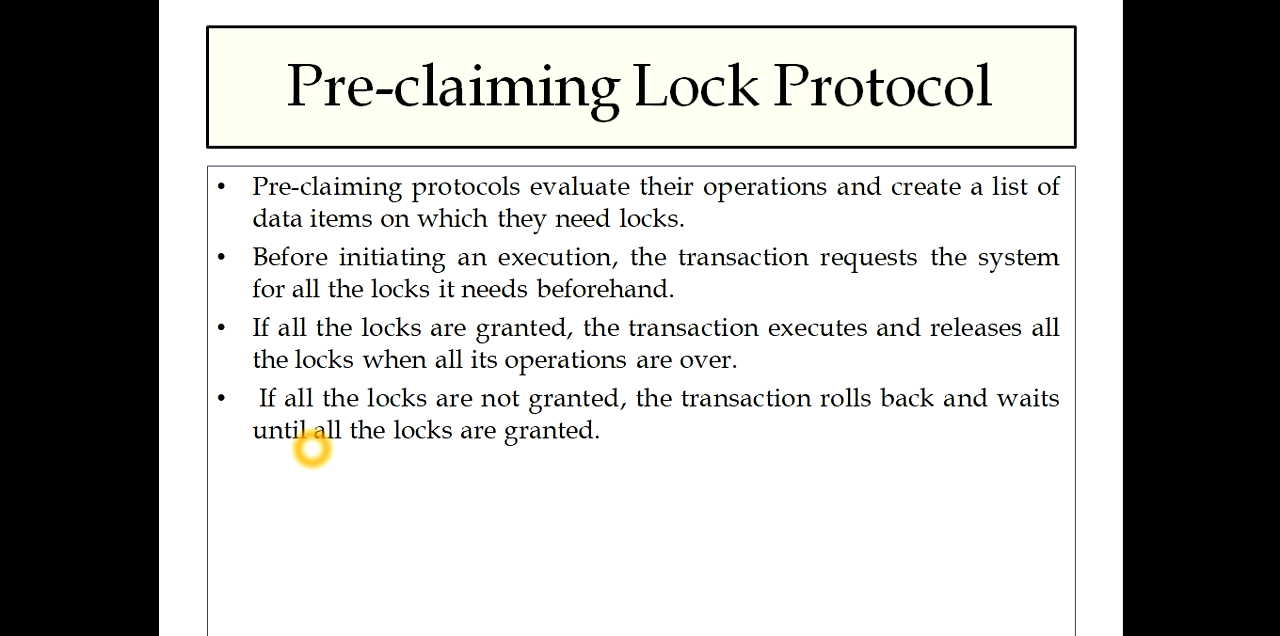 Pre-claiming Lock Protocol
• Pre-claiming protocols evaluate their operations and create a list of
data items on which they need locks.
• Before initiating an execution, the transaction requests the system
for all the locks it needs beforehand.
• If all the locks are granted, the transaction executes and releases all
the locks when all its operations are over.
• If all the locks are not granted, the transaction rolls back and waits
until all the locks are granted.